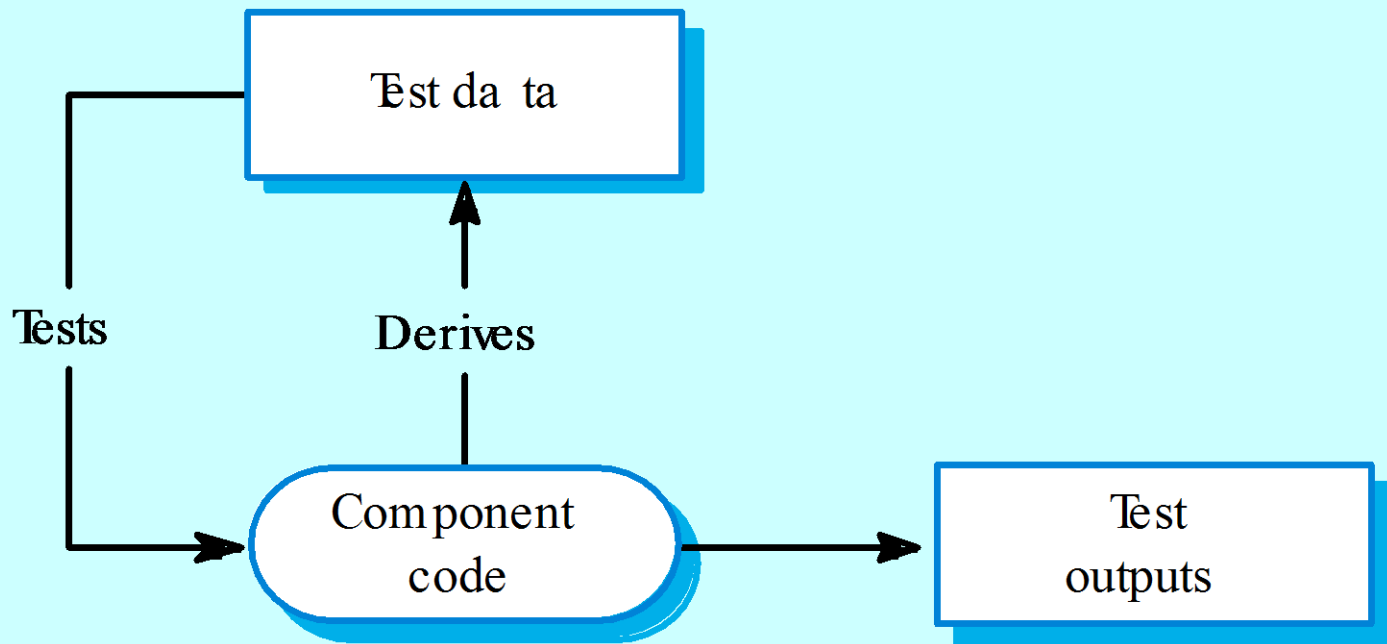 Test da ta
Tests
Derives
Component
code
Test
outputs